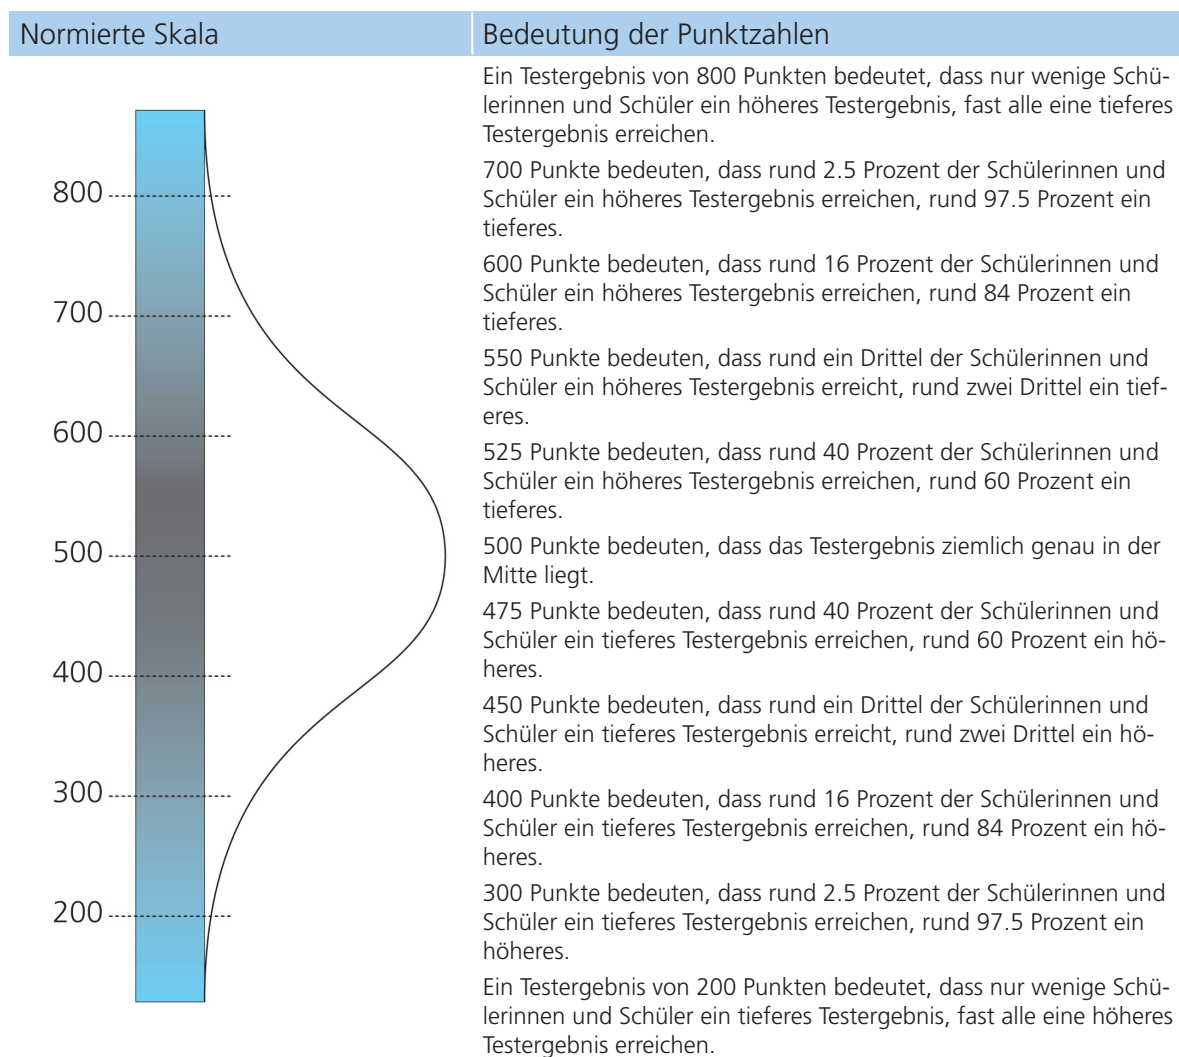 Normierte Skala
Bedeutung der Punktzahlen
800
700
600
500
400
300
200
Ein Testergebnis von 800 Punkten bedeutet, dass nur wenige Schü-
lerinnen und Schüler ein höheres Testergebnis, fast alle eine tieferes
Testergebnis erreichen.
700 Punkte bedeuten, dass rund 2.5 Prozent der Schülerinnen und
Schüler ein höheres Testergebnis erreichen, rund 97.5 Prozent ein
tieferes.
600 Punkte bedeuten, dass rund 16 Prozent der Schülerinnen und
Schüler ein höheres Testergebnis erreichen, rund 84 Prozent ein
tieferes.
550 Punkte bedeuten, dass rund ein Drittel der Schülerinnen und
Schüler ein höheres Testergebnis erreicht, rund zwei Drittel ein tief-
eres.
525 Punkte bedeuten, dass rund 40 Prozent der Schülerinnen und
Schüler ein höheres Testergebnis erreichen, rund 60 Prozent ein
tieferes.
500 Punkte bedeuten, dass das Testergebnis ziemlich genau in der
Mitte liegt.
475 Punkte bedeuten, dass rund 40 Prozent der Schülerinnen und
Schüler ein tieferes Testergebnis erreichen, rund 60 Prozent ein hö-
heres.
450 Punkte bedeuten, dass rund ein Drittel der Schülerinnen und
Schüler ein tieferes Testergebnis erreicht, rund zwei Drittel ein hö-
heres.
400 Punkte bedeuten, dass rund 16 Prozent der Schülerinnen und
Schüler ein tieferes Testergebnis erreichen, rund 84 Prozent ein hö-
heres.
300 Punkte bedeuten, dass rund 2.5 Prozent der Schülerinnen und
Schüler ein tieferes Testergebnis erreichen, rund 97.5 Prozent ein
höheres.
Ein Testergebnis von 200 Punkten bedeutet, dass nur wenige Schü-
lerinnen und Schüler ein tieferes Testergebnis, fast alle eine höheres
Testergebnis erreichen.